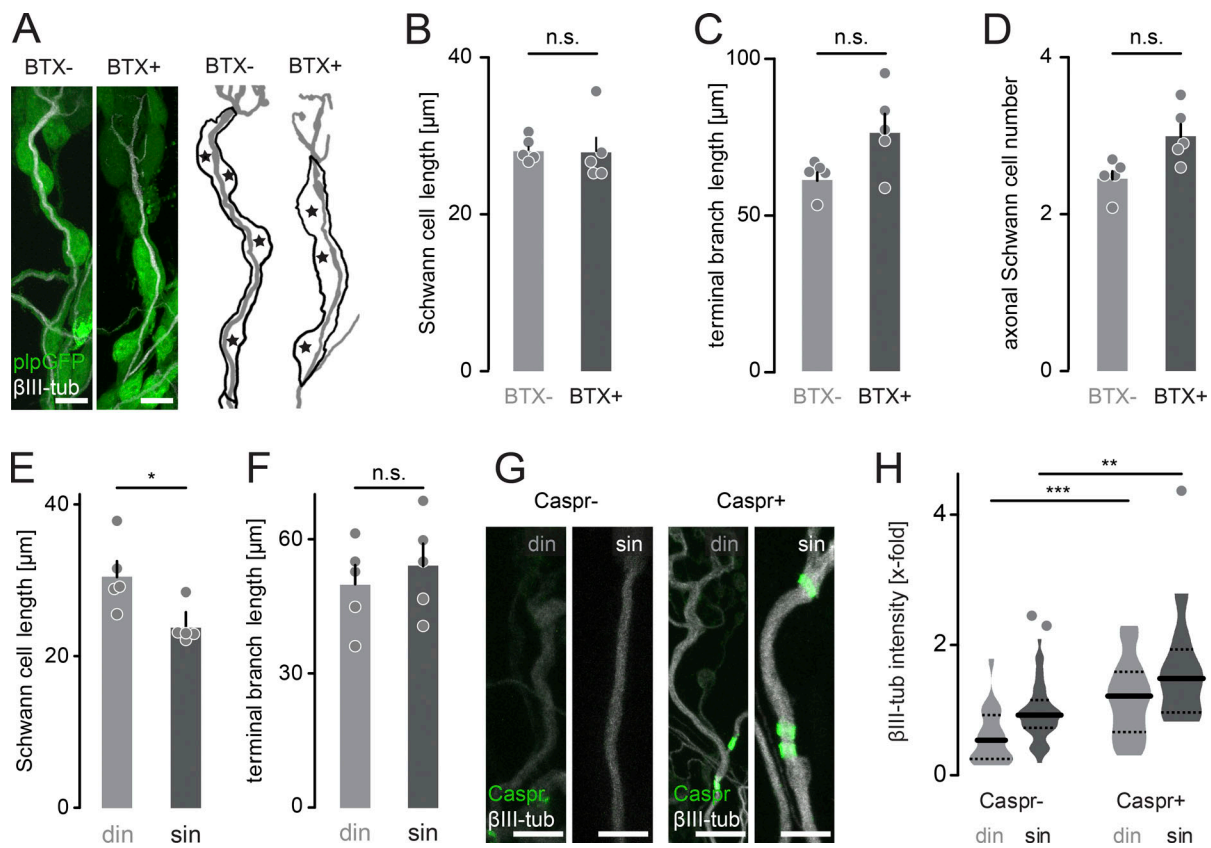 A
BTX-
BTX+
BTX-
BTX+
plpGFP
βIII-tub
B
n.s.
Schwann cell length [µm]
40
20
0
BTX-
BTX+
C
n.s.
terminal branch length [µm]
100
50
0
BTX-
BTX+
D
n.s.
axonal Schwann cell number
4
2
0
BTX-
BTX+
E
*
Schwann cell length [µm]
40
20
0
din
sin
F
n.s.
terminal branch length [µm]
60
30
0
din
sin
G
Caspr-
Caspr+
din
sin
din
sin
Caspr
βIII-tub
Caspr
βIII-tub
H
**
***
βIII-tub intensity [x-fold]
4
2
0
Caspr-
Caspr+
din
sin
din
sin